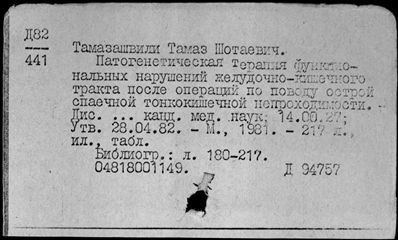 Д82
441
Тамазашвили Тамаз Шотаевич.
Патогенетическая терапия функцио-
нальных нарушений желудочно-кишечного
тракта после операций по поводу острой
спаечной тонкокишечной непроходимости. -
Дис. ... канд. мед. наук: 14.00.27;
Утв. 28.04.82. - М., 1981. - 217 л.,
ил., табл.
Библиогр.: л. 180-217.
04818001149. Д 94757